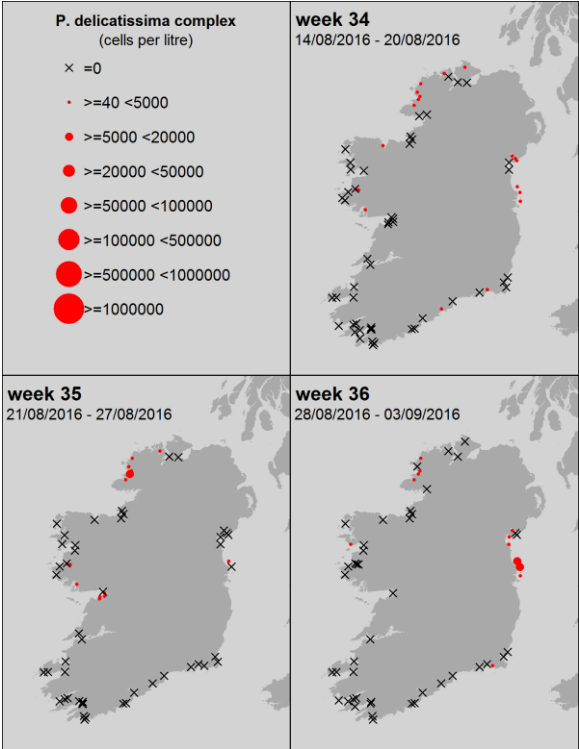 P. delicatissima complex
(cells per litre)
=0
>=40 <5000
>=5000 <20000
>=20000 <50000
>=50000 <100000
>=100000 <500000
>=500000 <1000000
>=1000000
week 34
14/08/2016 - 20/08/2016
week 35
21/08/2016 - 27/08/2016
week 36
28/08/2016 - 03/09/2016